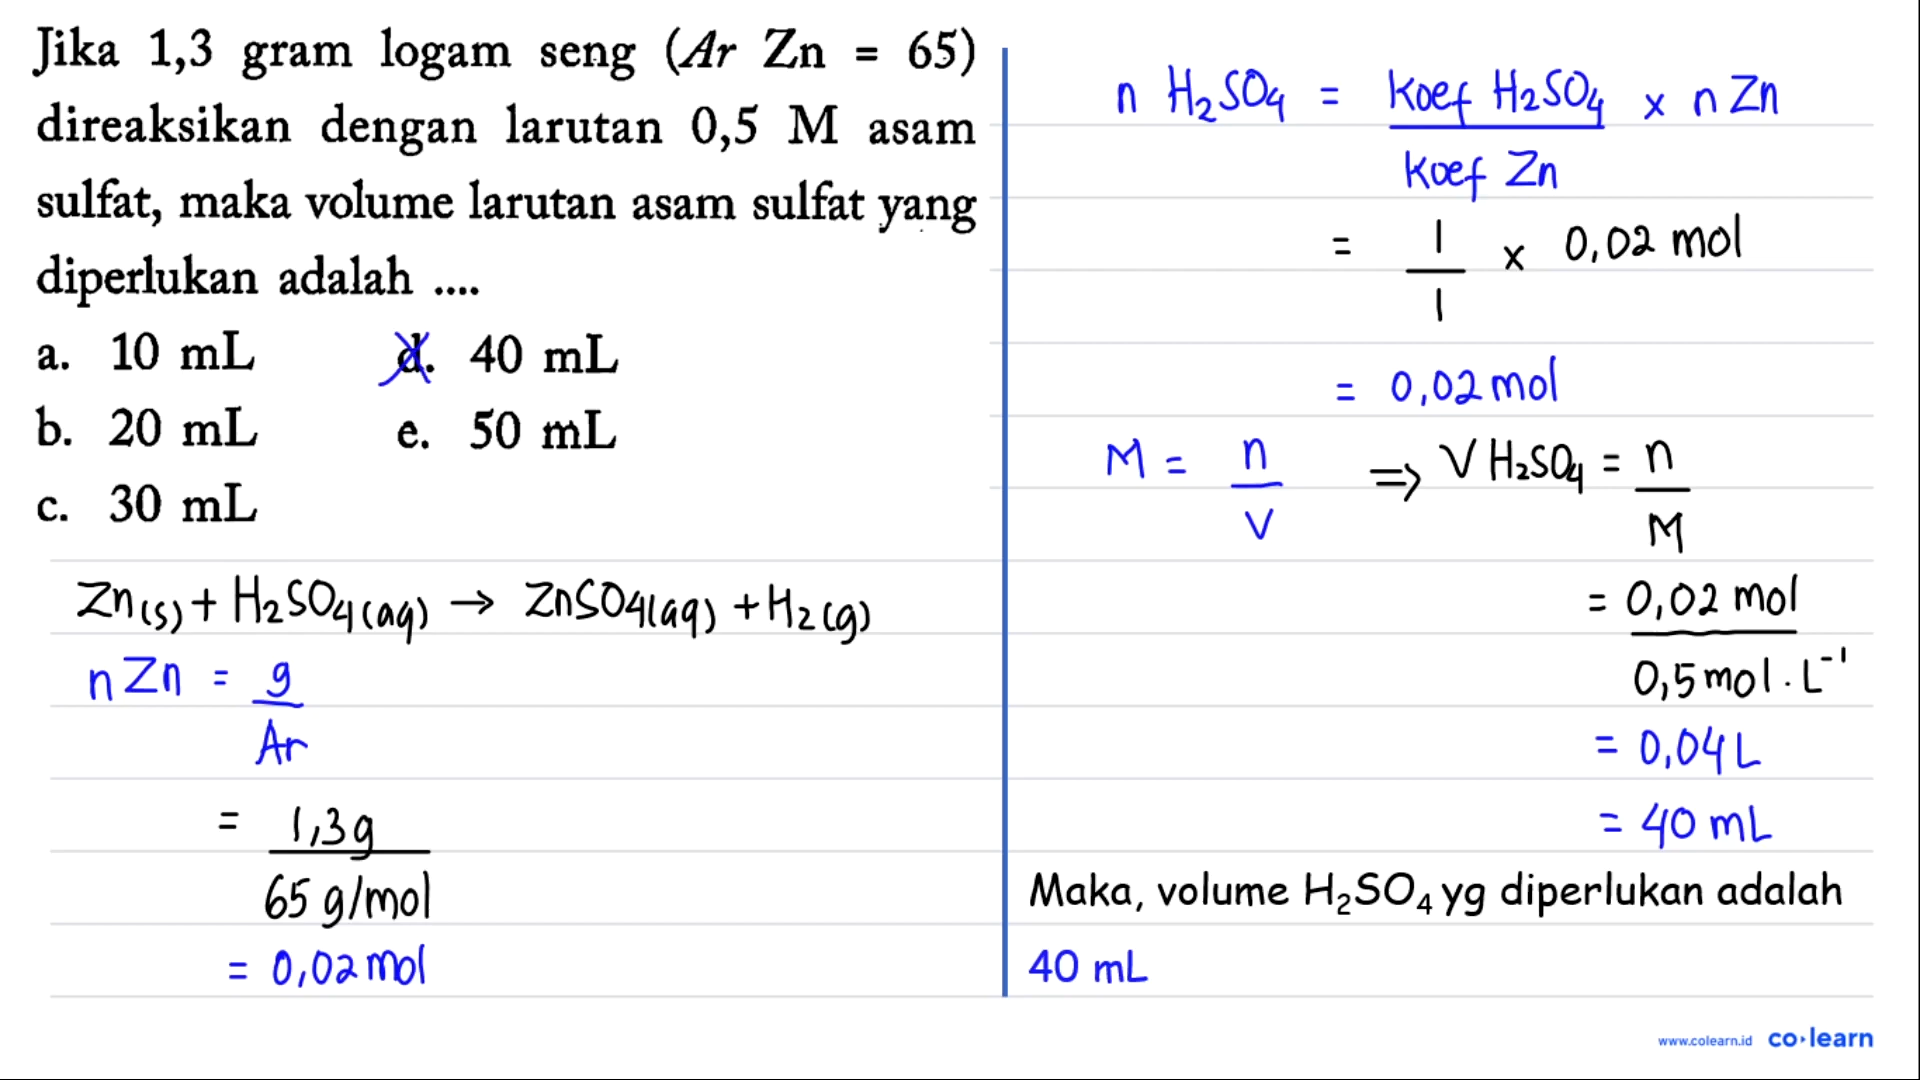 Jika 1,3 gram logam seng (Ar Zn = 65)
direaksikan dengan larutan 0,5 M asam
sulfat, maka volume larutan asam sulfat yang
diperlukan adalah ....
a. 10 mL d. 40 mL
b. 20 mL e. 50 mL
c. 30 mL
Zn(s) + H₂SO₄(aq) → ZnSO₄(aq) + H₂(g)
n Zn = g
Ar
= 1,3 g
65 g/mol
= 0,02 mol
n H₂SO₄ = koef H₂SO₄ x n Zn
koef Zn
= 1 x 0,02 mol
1
= 0,02 mol
M = n ⇒ V H₂SO₄ = n
V M
= 0,02 mol
0,5 mol . L⁻¹
= 0,04 L
= 40 mL
Maka, volume H₂SO₄ yg diperlukan adalah
40 mL
www.colearn.id co·learn